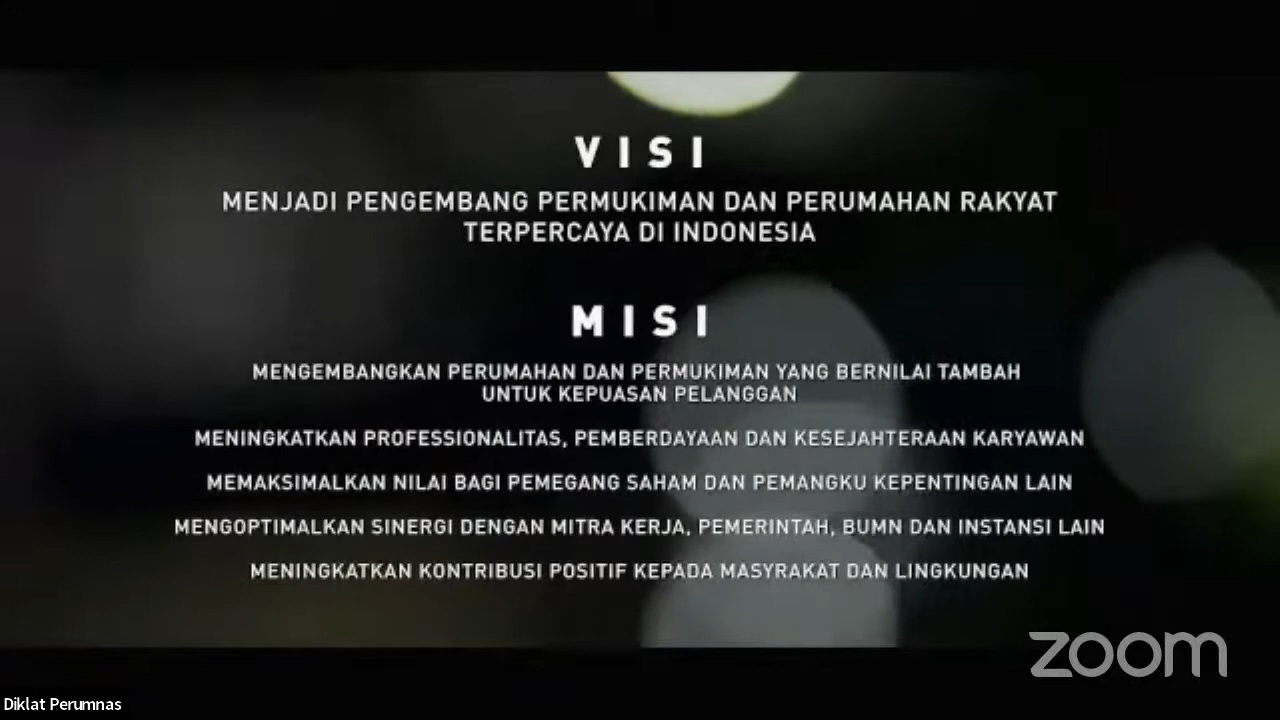 VISI
MENJADI PENGEMBANG PERMUKIMAN DAN PERUMAHAN RAKYAT
TERPERCAYA DI INDONESIA
MISI
MENGEMBANGKAN PERUMAHAN DAN PERMUKIMAN YANG BERNILAI TAMBAH
UNTUK KEPUASAN PELANGGAN
MENINGKATKAN PROFESSIONALITAS, PEMBERDAYAAN DAN KESEJAHTERAAN KARYAWAN
MEMAKSIMALKAN NILAI BAGI PEMEGANG SAHAM DAN PEMANGKU KEPENTINGAN LAIN
MENGOPTIMALKAN SINERGI DENGAN MITRA KERJA, PEMERINTAH, BUMN DAN INSTANSI LAIN
MENINGKATKAN KONTRIBUSI POSITIF KEPADA MASYRAKAT DAN LINGKUNGAN
zoom
Diklat Perumnas